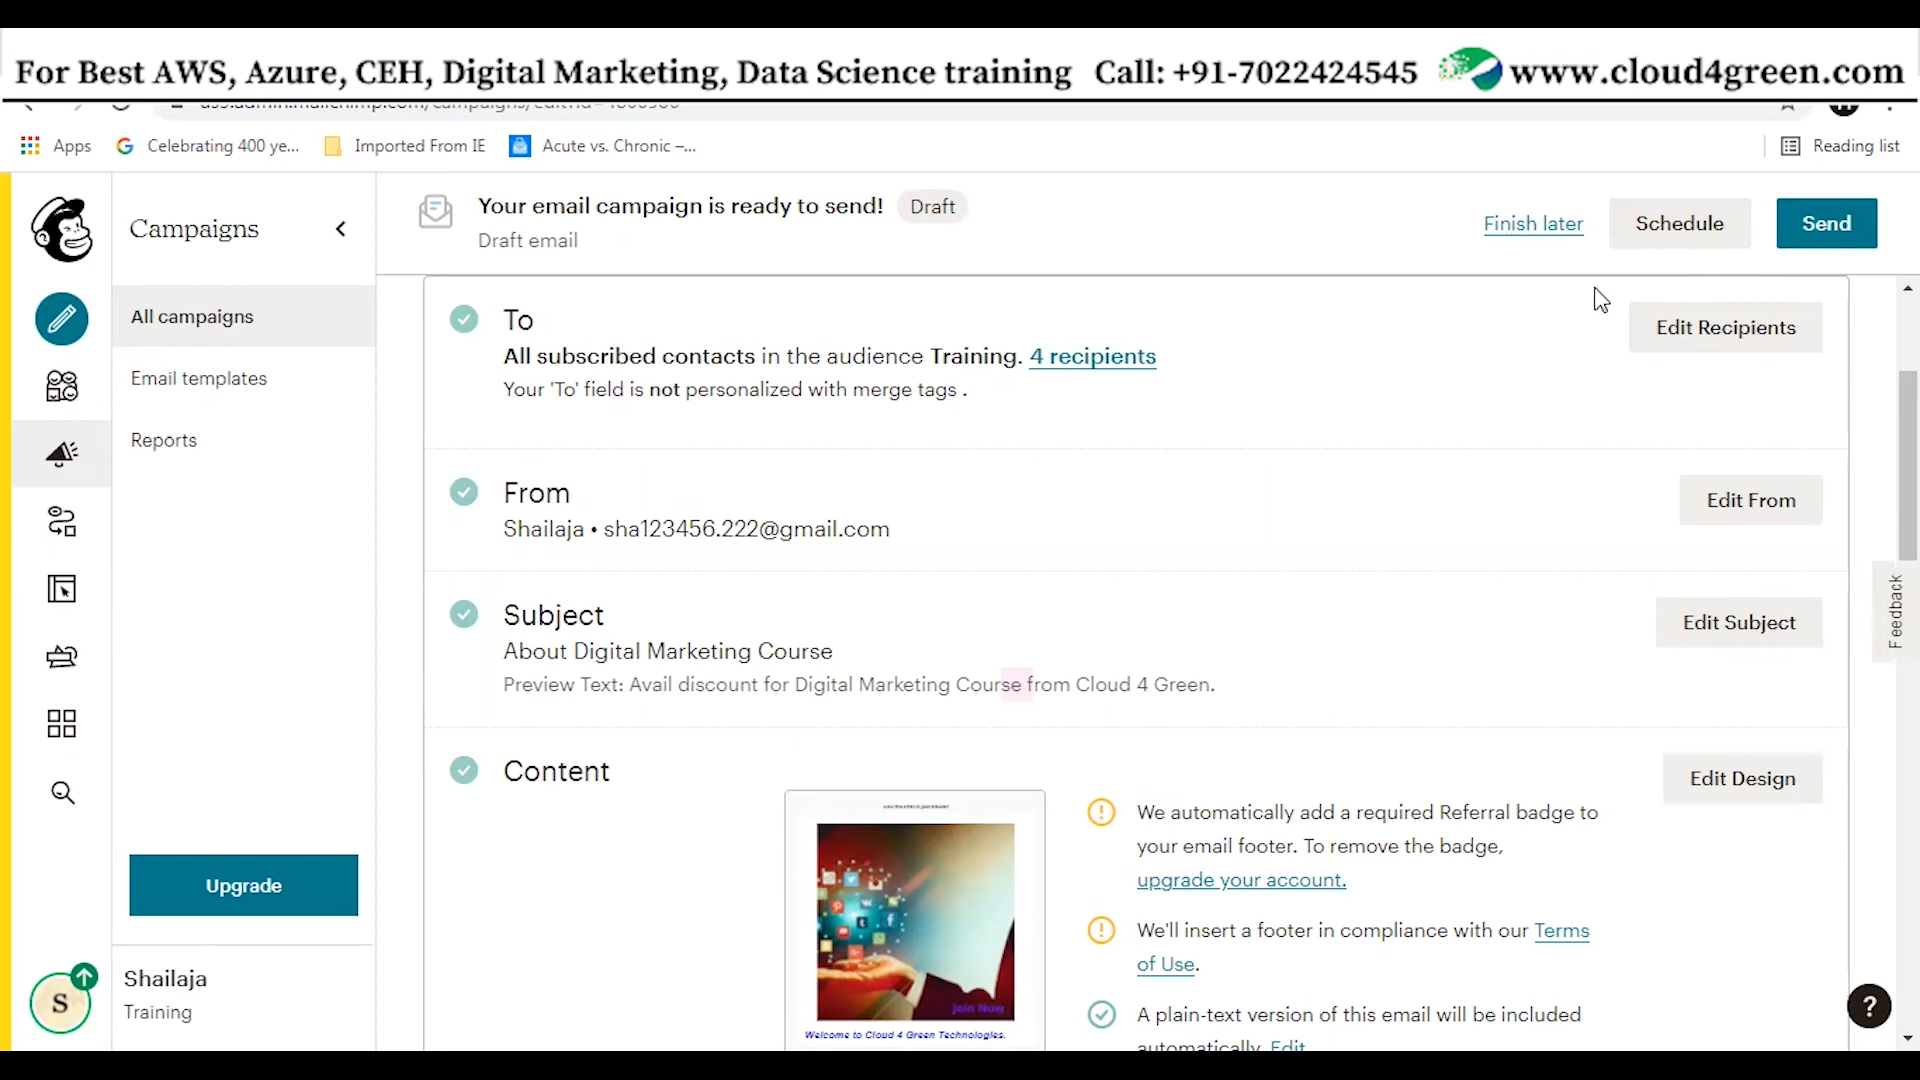 For Best AWS, Azure, CEH, Digital Marketing, Data Science training Call: +91-7022424545 www.cloud4green.com
Apps Celebrating 400 ye... Imported From IE Acute vs. Chronic –... Reading list
Campaigns
Your email campaign is ready to send! Draft
Draft email
Finish later Schedule Send
All campaigns
Email templates
Reports
Upgrade
S
Shailaja
Training
To
All subscribed contacts in the audience Training. 4 recipients
Your 'To' field is not personalized with merge tags .
Edit Recipients
From
Shailaja • sha123456.222@gmail.com
Edit From
Subject
About Digital Marketing Course
Preview Text: Avail discount for Digital Marketing Course from Cloud 4 Green.
Edit Subject
Content
Edit Design
Join Now
Welcome to Cloud 4 Green Technologies.
We automatically add a required Referral badge to
your email footer. To remove the badge,
upgrade your account.
We'll insert a footer in compliance with our Terms
of Use.
A plain-text version of this email will be included
automatically. Edit
Feedback
?